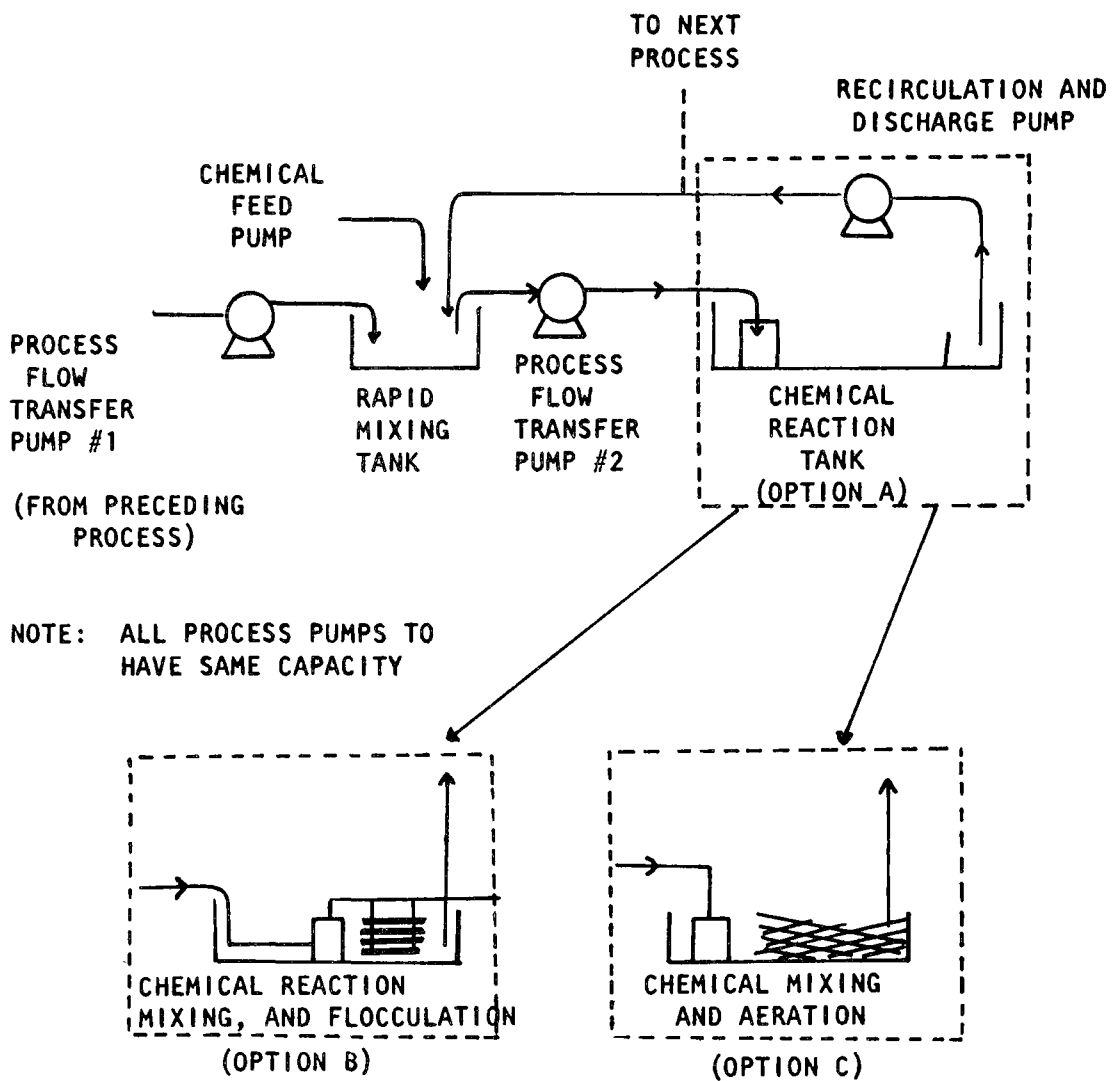 TO NEXT
PROCESS
RECIRCULATION AND
DISCHARGE PUMP
CHEMICAL
FEED
PUMP
PROCESS
FLOW
TRANSFER
PUMP #1
(FROM PRECEDING
PROCESS)
RAPID
MIXING
TANK
PROCESS
FLOW
TRANSFER
PUMP #2
CHEMICAL
REACTION
TANK
(OPTION A)
NOTE: ALL PROCESS PUMPS TO
HAVE SAME CAPACITY
CHEMICAL REACTION
MIXING, AND FLOCCULATION
(OPTION B)
CHEMICAL MIXING
AND AERATION
(OPTION C)